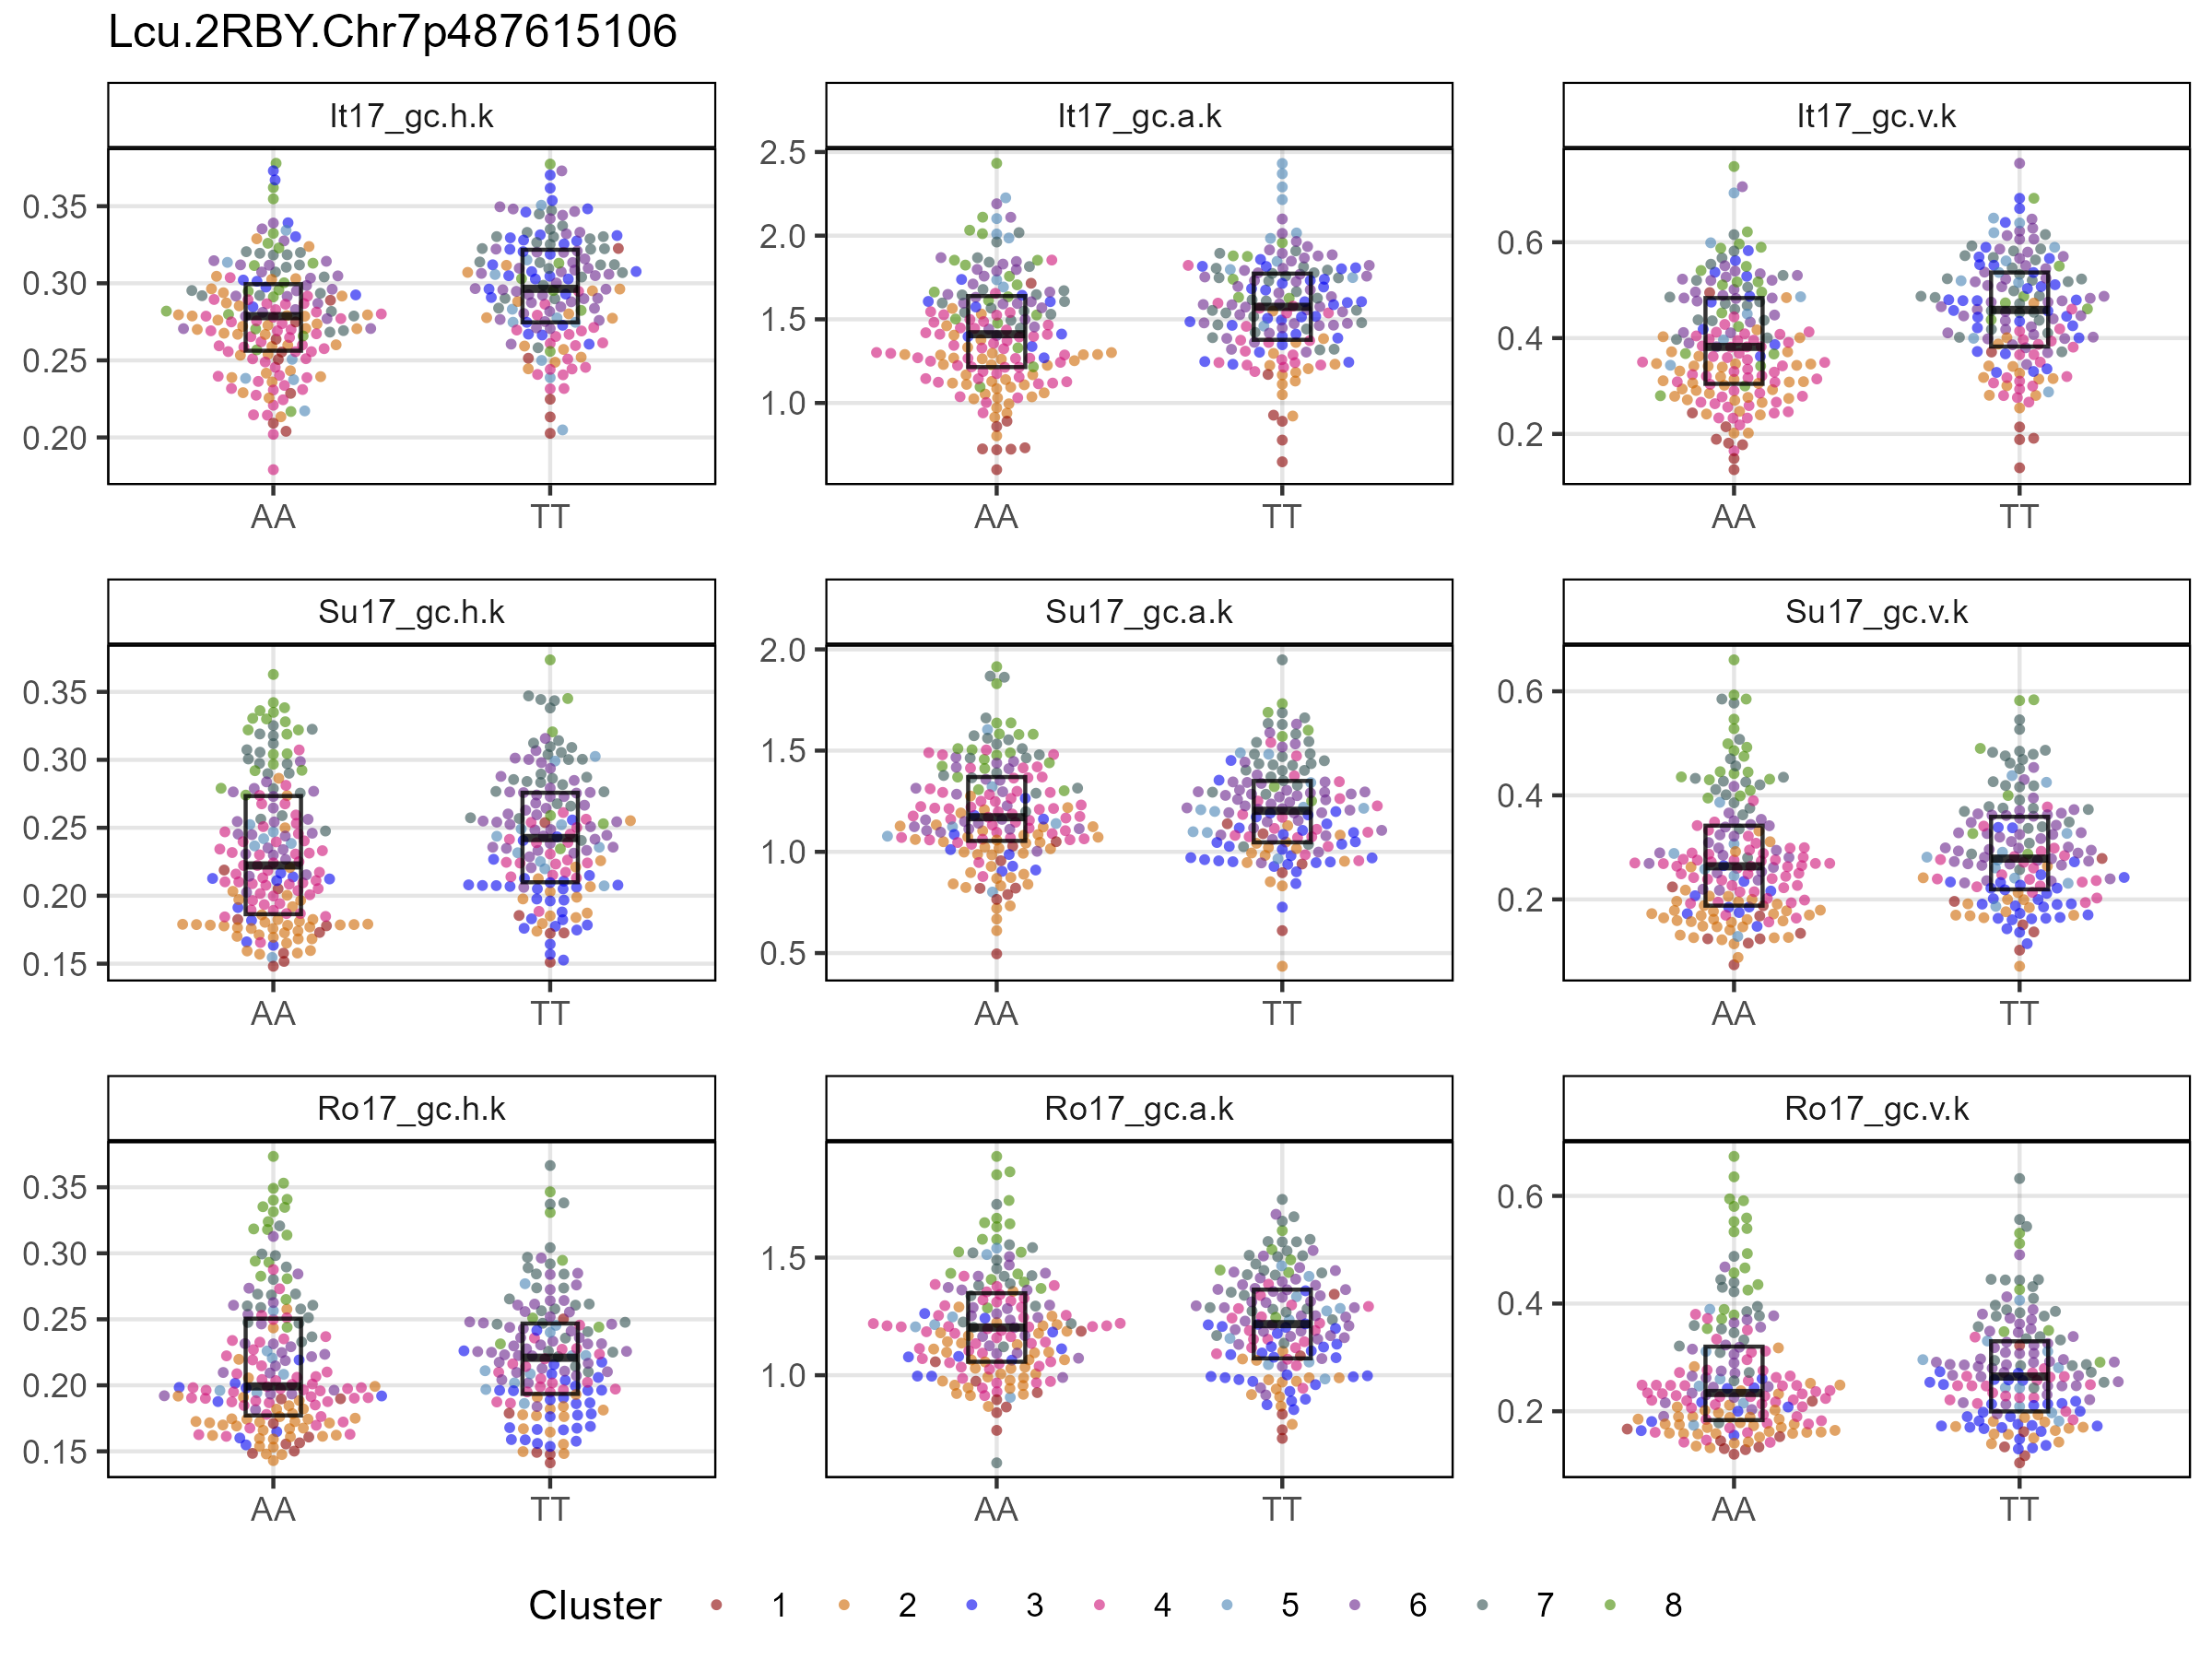 Lcu.2RBY.Chr7p487615106
It17_gc.h.k It17_gc.a.k It17_gc.v.k
0.35
0.30
0.25
0.20
AA TT
2.5
2.0
1.5
1.0
AA TT
0.6
0.4
0.2
AA TT
Su17_gc.h.k Su17_gc.a.k Su17_gc.v.k
0.35
0.30
0.25
0.20
0.15
AA TT
2.0
1.5
1.0
0.5
AA TT
0.6
0.4
0.2
AA TT
Ro17_gc.h.k Ro17_gc.a.k Ro17_gc.v.k
0.35
0.30
0.25
0.20
0.15
AA TT
1.5
1.0
AA TT
0.6
0.4
0.2
AA TT
Cluster 1 2 3 4 5 6 7 8